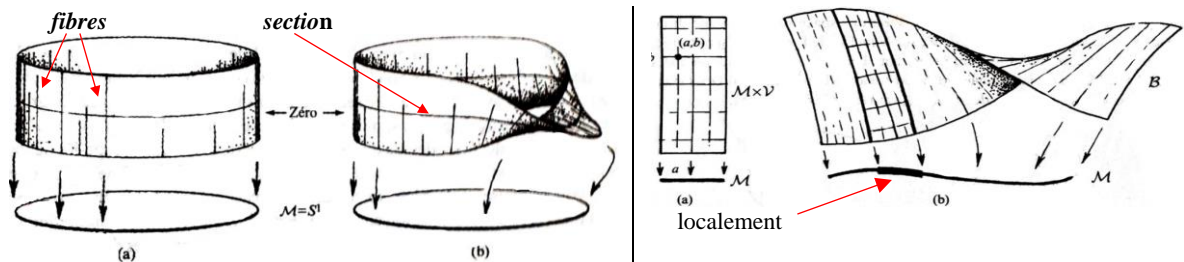 fibres
section
Zéro
M=S¹
(a)
(b)
(a,b)
M×V
a
M
(a)
localement
B
M
(b)